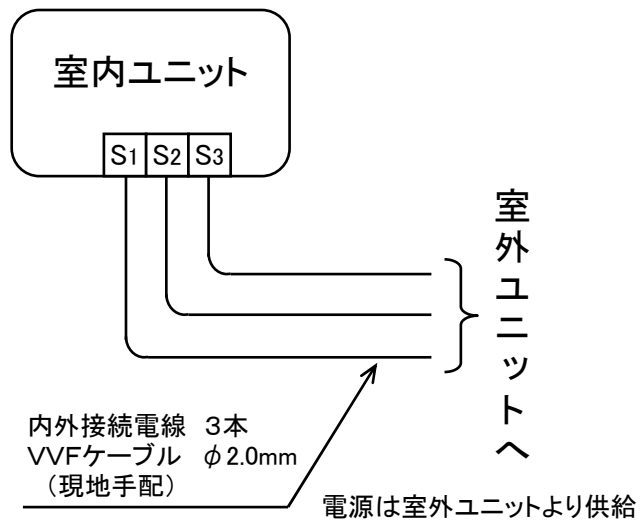 室内ユニット
S1 S2 S3
室外ユニットへ
内外接続電線 3本
VVFケーブル φ2.0mm
(現地手配)
電源は室外ユニットより供給